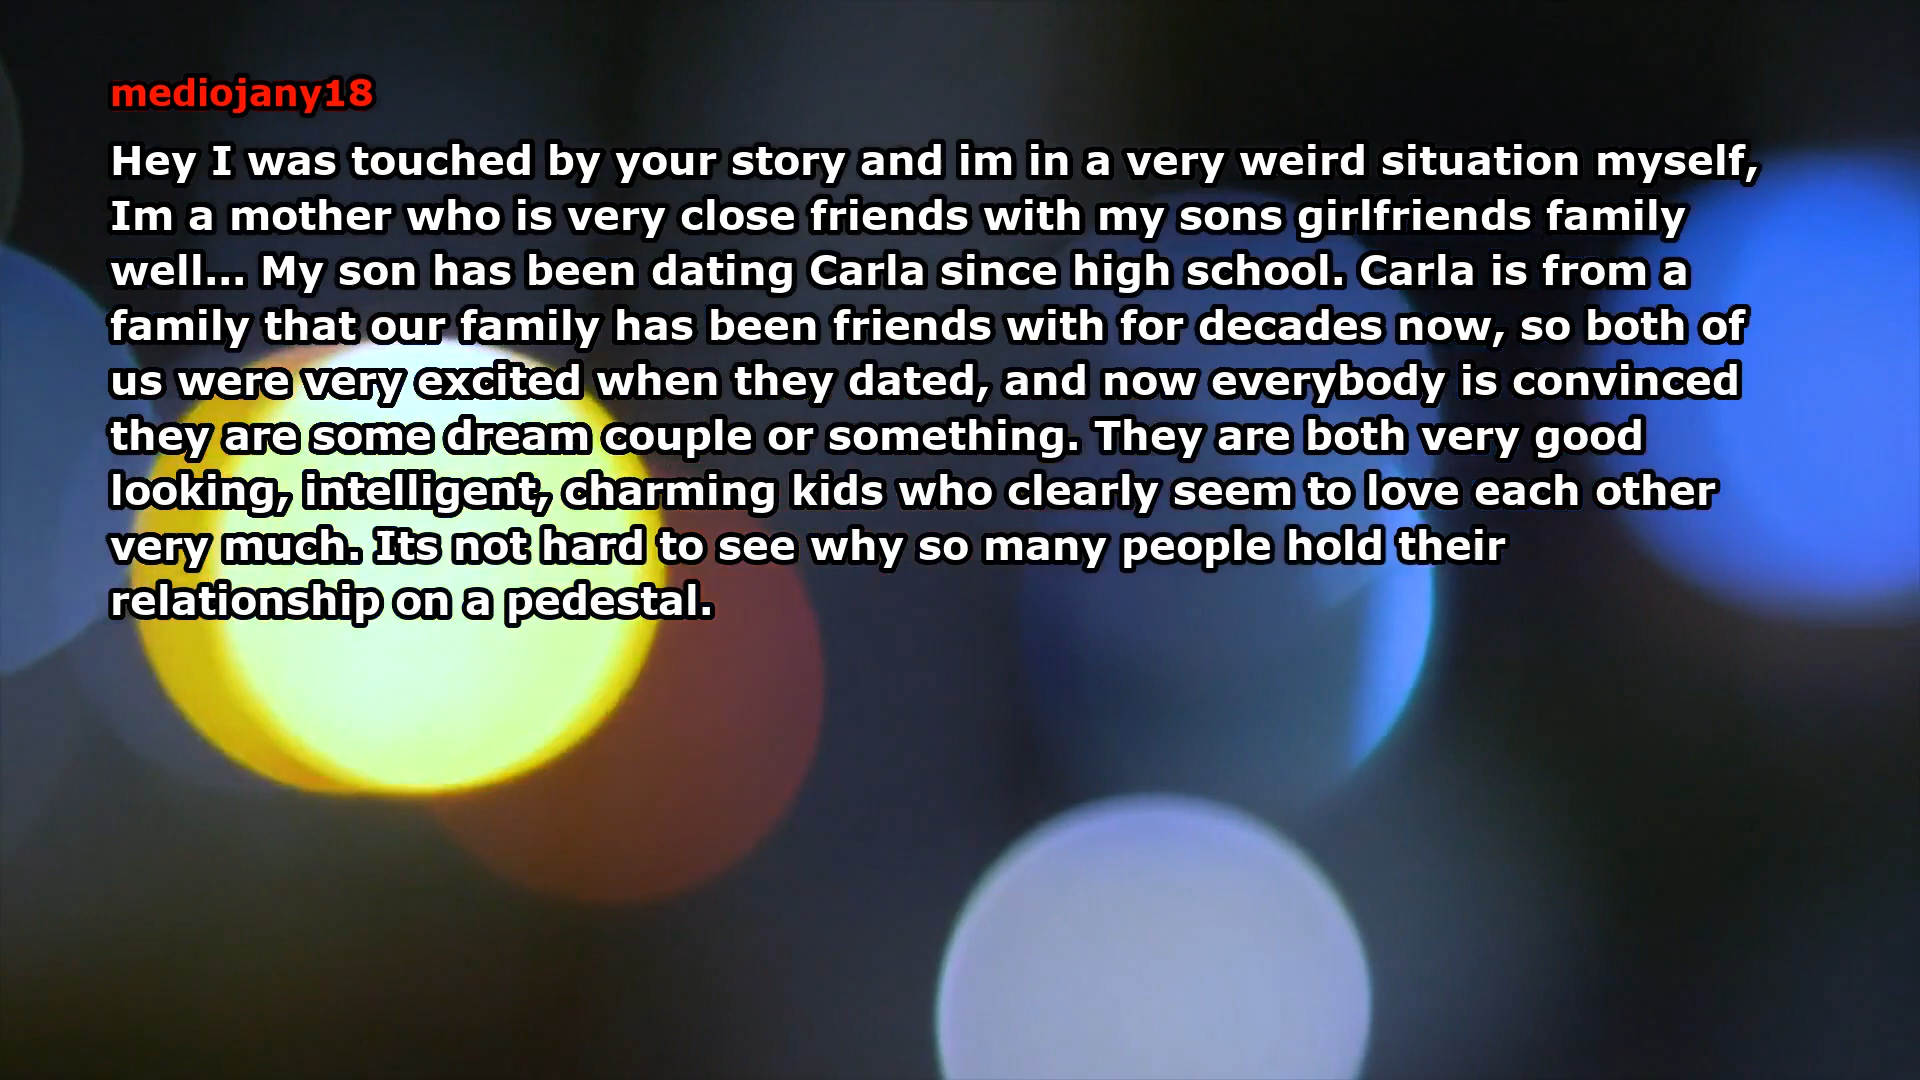 mediojany18
Hey I was touched by your story and im in a very weird situation myself,
Im a mother who is very close friends with my sons girlfriends family
well... My son has been dating Carla since high school. Carla is from a
family that our family has been friends with for decades now, so both of
us were very excited when they dated, and now everybody is convinced
they are some dream couple or something. They are both very good
looking, intelligent, charming kids who clearly seem to love each other
very much. Its not hard to see why so many people hold their
relationship on a pedestal.